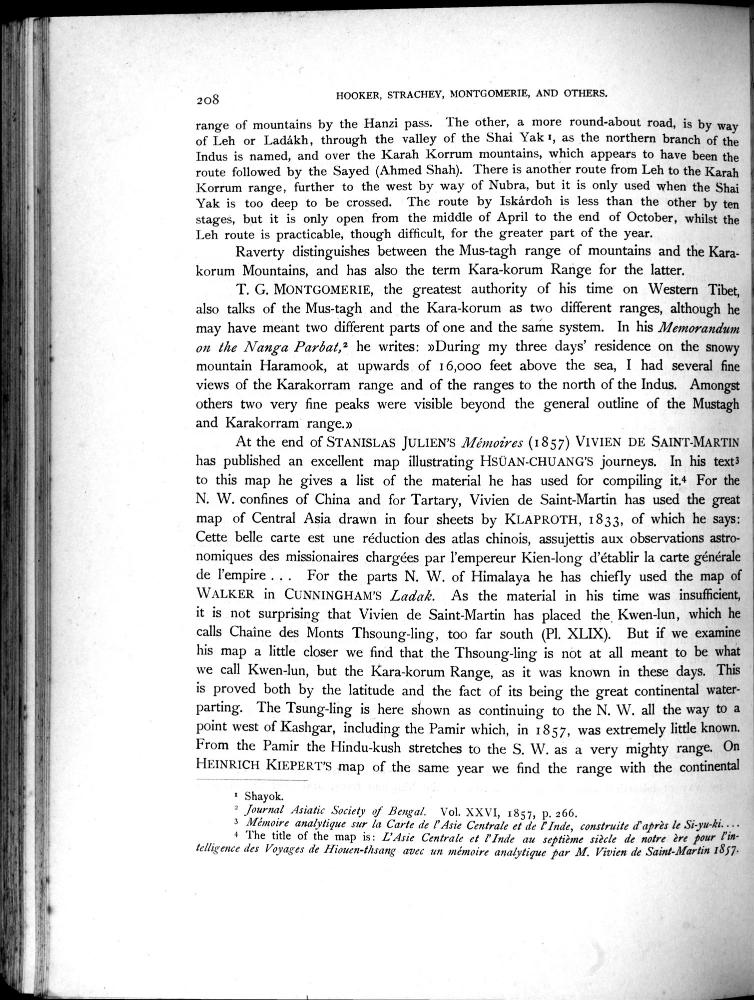 208
HOOKER, STRACHEY, MONTGOMERIE, AND OTHERS.
range of mountains by the Hanzi pass. The other, a more round-about road, is by way
of Leh or Ladákh, through the valley of the Shai Yak ¹, as the northern branch of the
Indus is named, and over the Karah Korrum mountains, which appears to have been the
route followed by the Sayed (Ahmed Shah). There is another route from Leh to the Karah
Korrum range, further to the west by way of Nubra, but it is only used when the Shai
Yak is too deep to be crossed. The route by Iskárdoh is less than the other by ten
stages, but it is only open from the middle of April to the end of October, whilst the
Leh route is practicable, though difficult, for the greater part of the year.
Raverty distinguishes between the Mus-tagh range of mountains and the Kara-
korum Mountains, and has also the term Kara-korum Range for the latter.
T. G. MONTGOMERIE, the greatest authority of his time on Western Tibet,
also talks of the Mus-tagh and the Kara-korum as two different ranges, although he
may have meant two different parts of one and the same system. In his Memorandum
on the Nanga Parbat,² he writes: »During my three days' residence on the snowy
mountain Haramook, at upwards of 16,000 feet above the sea, I had several fine
views of the Karakorram range and of the ranges to the north of the Indus. Amongst
others two very fine peaks were visible beyond the general outline of the Mustagh
and Karakorram range.»
At the end of STANISLAS JULIEN'S Mémoires (1857) VIVIEN DE SAINT-MARTIN
has published an excellent map illustrating HSÜAN-CHUANG'S journeys. In his text³
to this map he gives a list of the material he has used for compiling it.⁴ For the
N. W. confines of China and for Tartary, Vivien de Saint-Martin has used the great
map of Central Asia drawn in four sheets by KLAPROTH, 1833, of which he says:
Cette belle carte est une réduction des atlas chinois, assujettis aux observations astro-
nomiques des missionaires chargées par l'empereur Kien-long d'établir la carte générale
de l'empire . . . For the parts N. W. of Himalaya he has chiefly used the map of
WALKER in CUNNINGHAM'S Ladak. As the material in his time was insufficient,
it is not surprising that Vivien de Saint-Martin has placed the Kwen-lun, which he
calls Chaine des Monts Thsoung-ling, too far south (Pl. XLIX). But if we examine
his map a little closer we find that the Thsoung-ling is not at all meant to be what
we call Kwen-lun, but the Kara-korum Range, as it was known in these days. This
is proved both by the latitude and the fact of its being the great continental water-
parting. The Tsung-ling is here shown as continuing to the N. W. all the way to a
point west of Kashgar, including the Pamir which, in 1857, was extremely little known.
From the Pamir the Hindu-kush stretches to the S. W. as a very mighty range. On
HEINRICH KIEPERT'S map of the same year we find the range with the continental
¹ Shayok.
² Journal Asiatic Society of Bengal. Vol. XXVI, 1857, p. 266.
³ Mémoire analytique sur la Carte de l'Asie Centrale et de l'Inde, construite d'après le Si-yu-ki. . . .
⁴ The title of the map is: L'Asie Centrale et l'Inde au septième siècle de notre ère pour l'in-
telligence des Voyages de Hiouen-thsang avec un mémoire analytique par M. Vivien de Saint-Martin 1857.